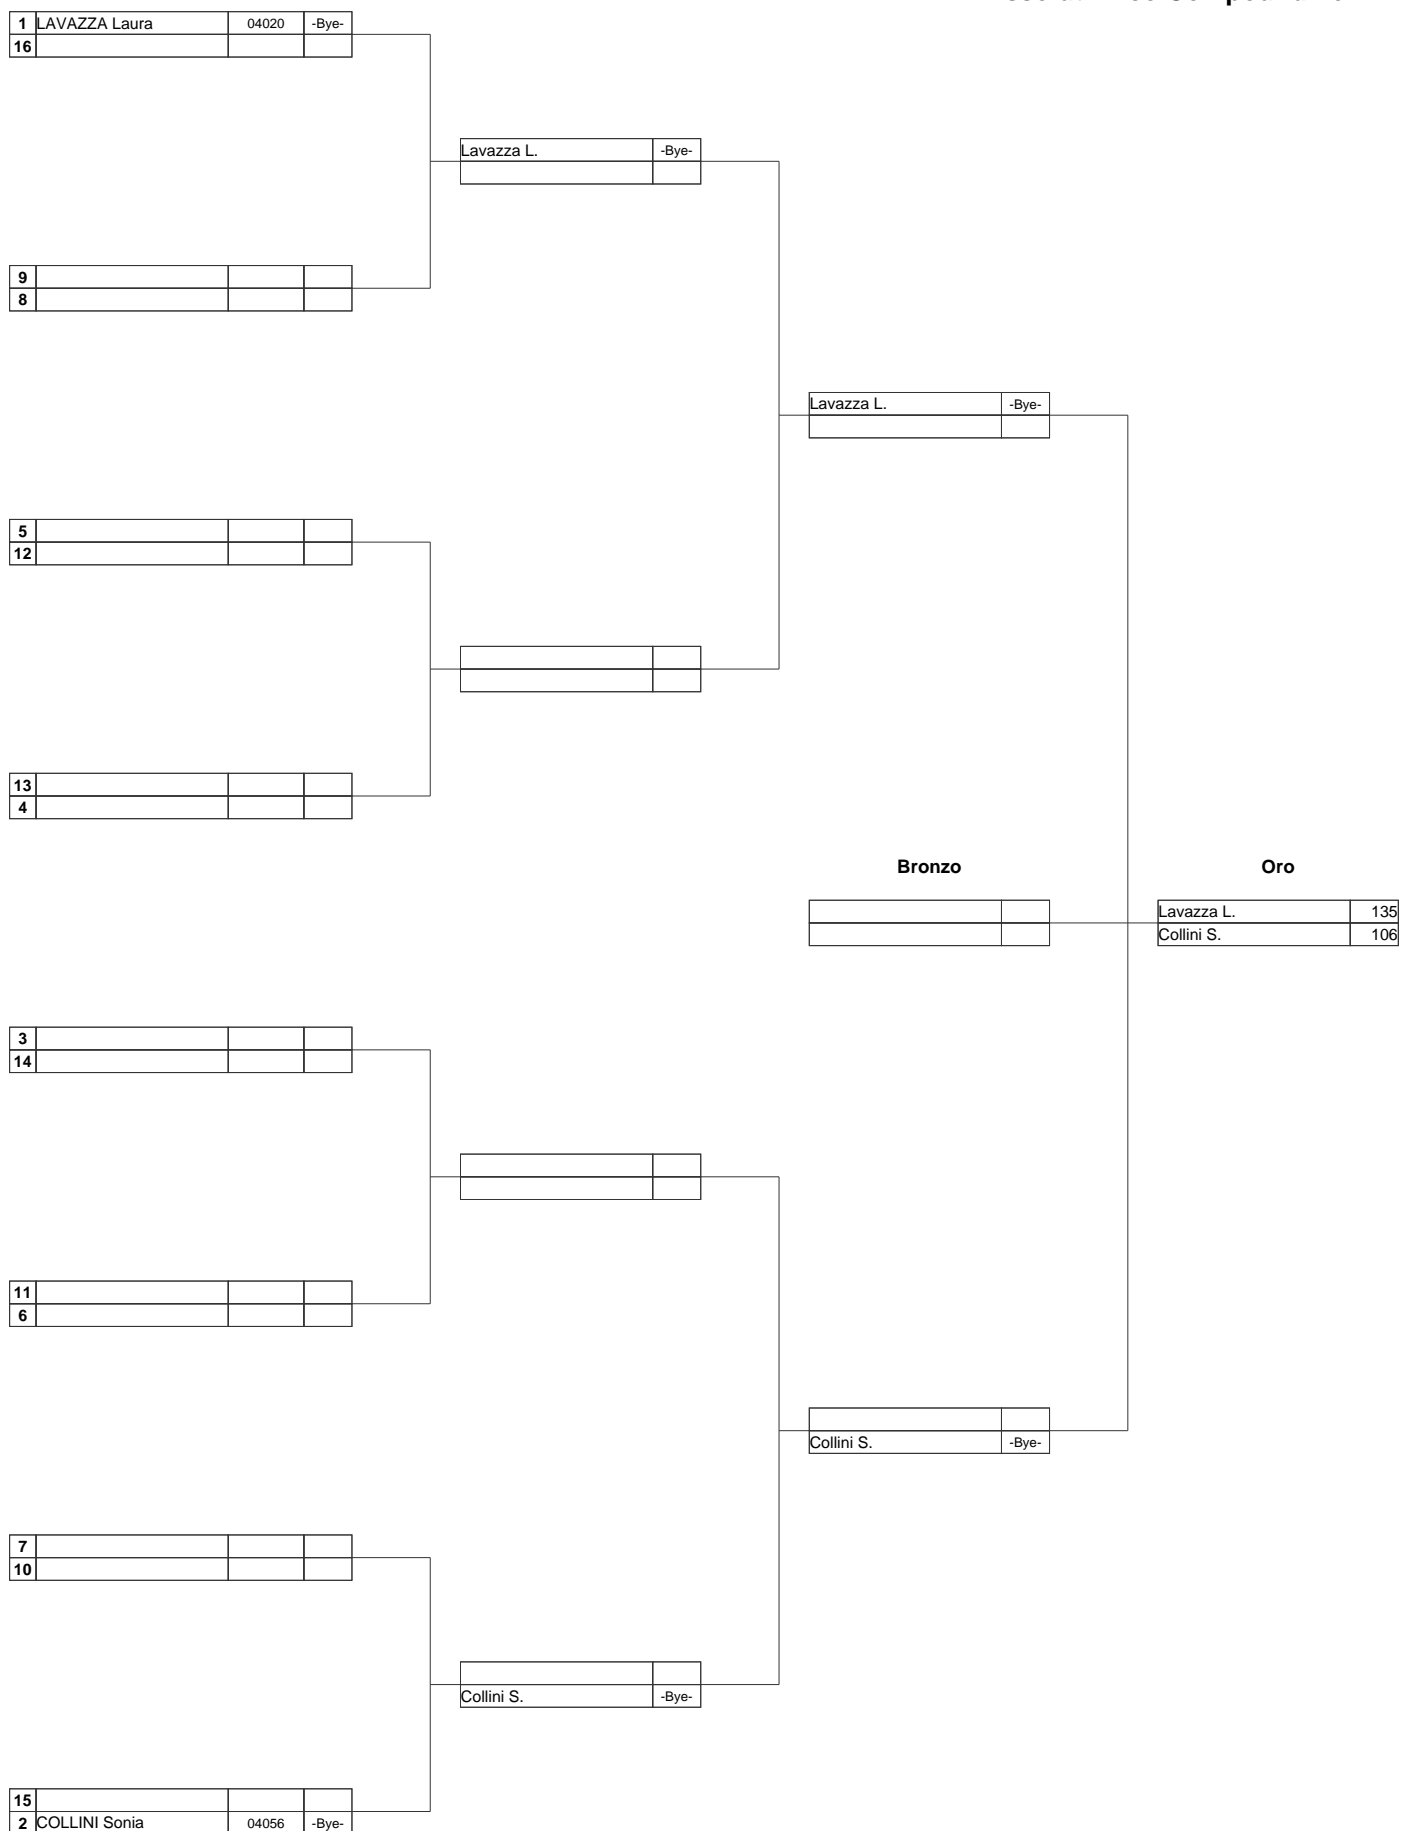 1 LAVAZZA Laura 04020 -Bye-
16
Lavazza L. -Bye-
9
8
Lavazza L. -Bye-
5
12
13
4
Bronzo Oro
Lavazza L. 135
Collini S. 106
3
14
11
6
Collini S. -Bye-
7
10
Collini S. -Bye-
15
2 COLLINI Sonia 04056 -Bye-